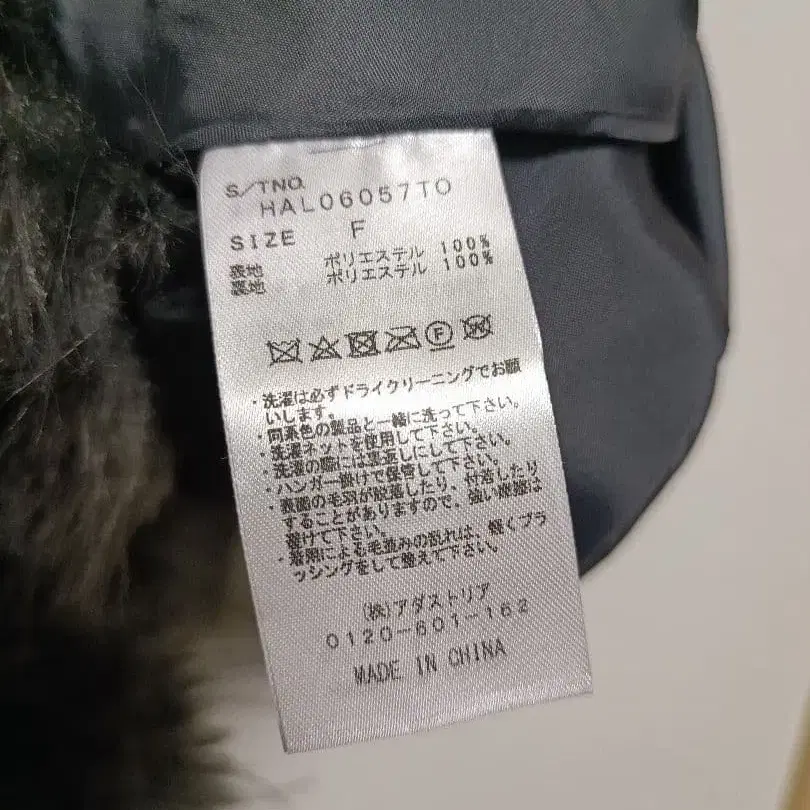 S/TNO.
HAL06057TO
SIZE F
表地 ポリエステル 100%
裏地 ポリエステル 100%
F W
・洗濯は必ずドライクリーニングでお願
いします。
・同系色の製品と一緒に洗って下さい。
・洗濯ネットを使用して下さい。
・洗濯の際には裏返しにして下さい。
・ハンガー掛けで保管して下さい。
・表面の毛羽が脱落したり、付着したり
することがありますので、強い摩擦は
避けて下さい。
・着用による毛並みの乱れは、軽くブラ
ッシングをして整えて下さい。
(株)アダストリア
0120-601-162
MADE IN CHINA